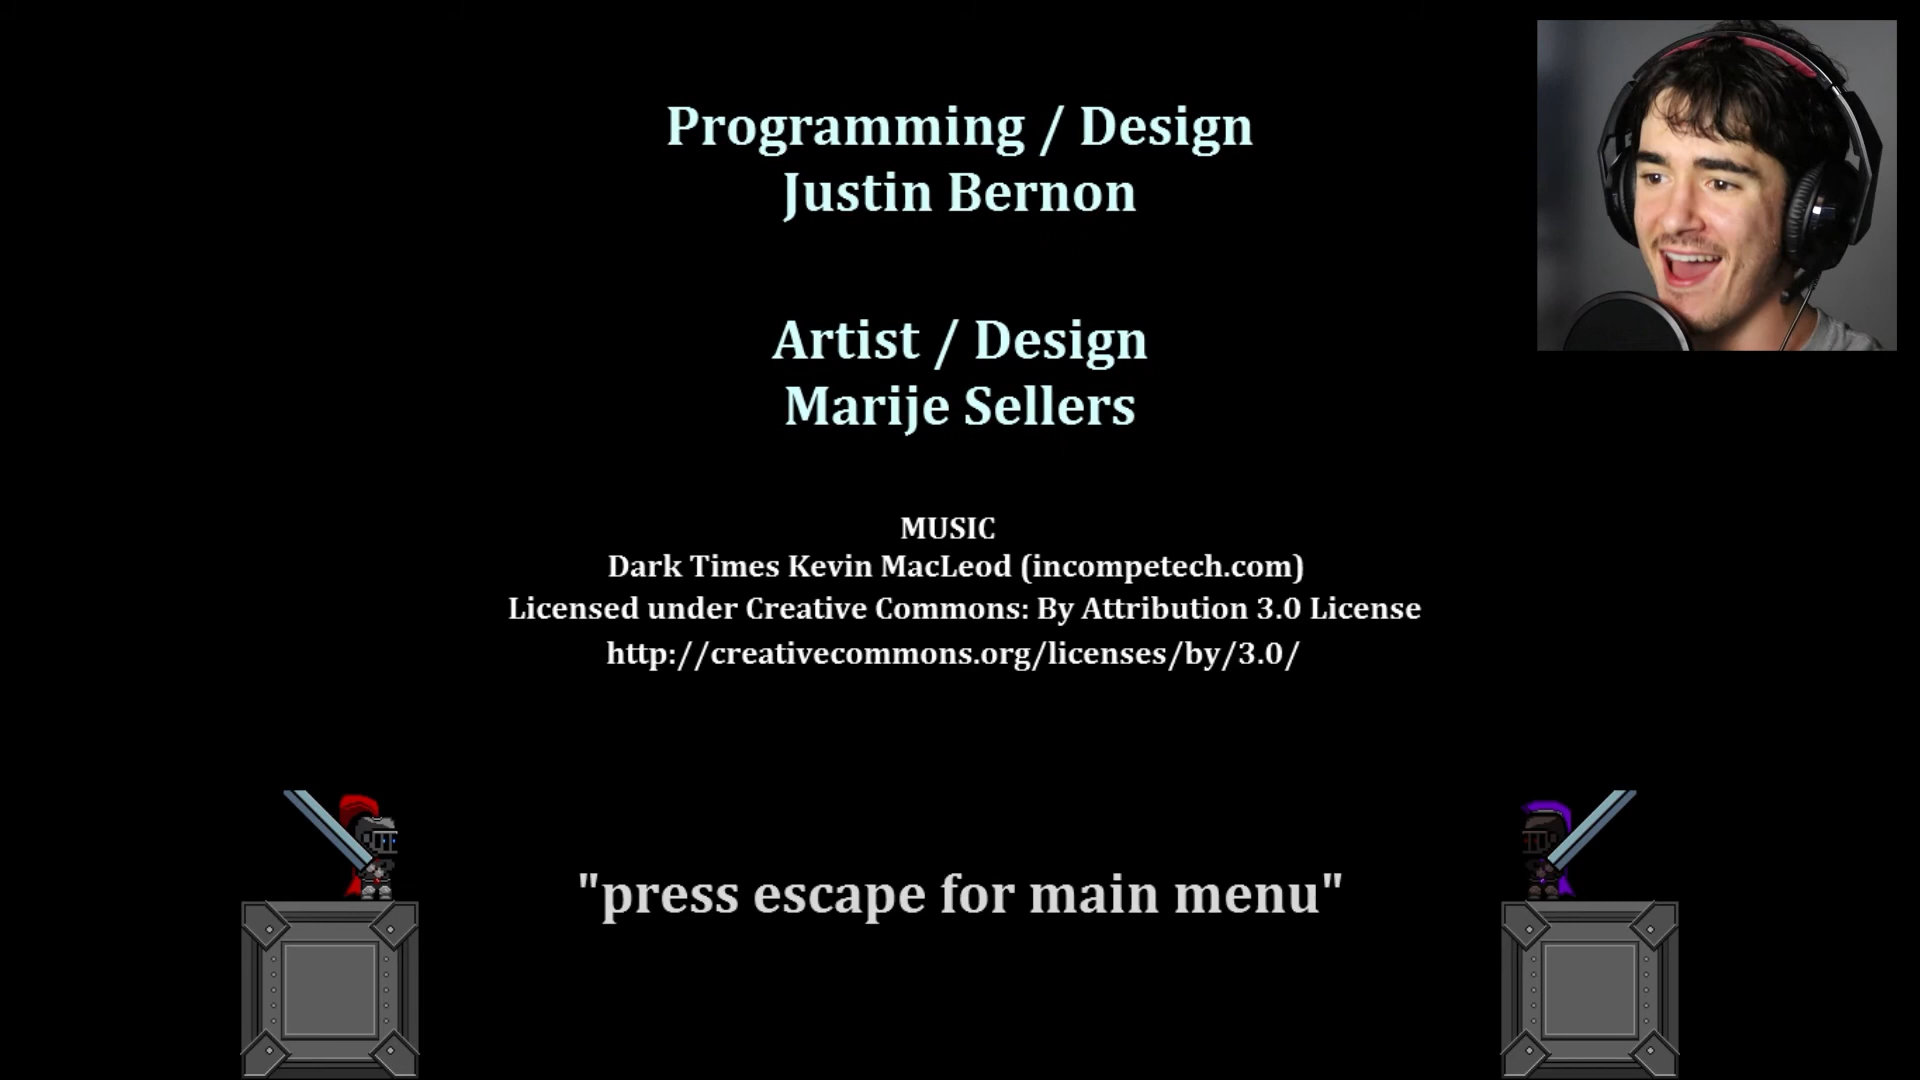 Programming / Design
Justin Bernon
Artist / Design
Marije Sellers
MUSIC
Dark Times Kevin MacLeod (incompetech.com)
Licensed under Creative Commons: By Attribution 3.0 License
http://creativecommons.org/licenses/by/3.0/
"press escape for main menu"